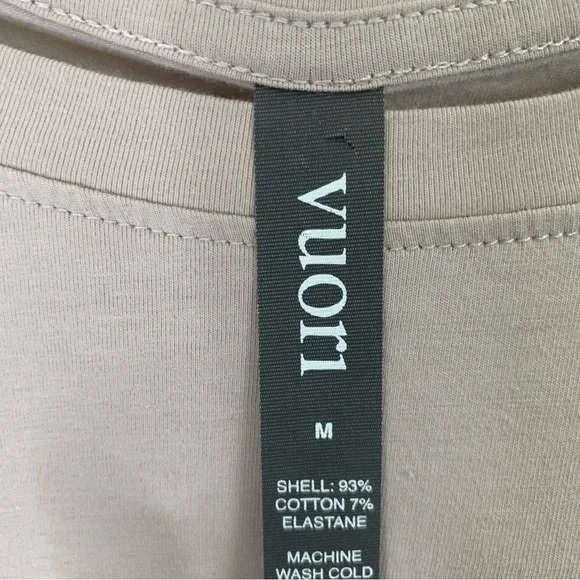 vuori
M
SHELL: 93%
COTTON 7%
ELASTANE
MACHINE
WASH COLD